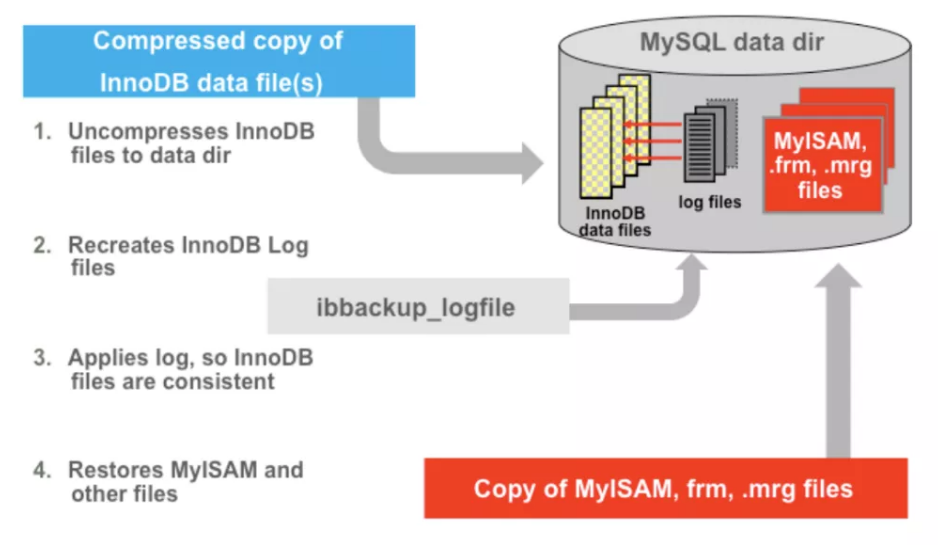 Compressed copy of
InnoDB data file(s)
MySQL data dir
1. Uncompresses InnoDB
files to data dir
MyISAM,
.frm, .mrg
files
InnoDB
data files
log files
2. Recreates InnoDB Log
files
ibbackup_logfile
3. Applies log, so InnoDB
files are consistent
4. Restores MyISAM and
other files
Copy of MyISAM, frm, .mrg files